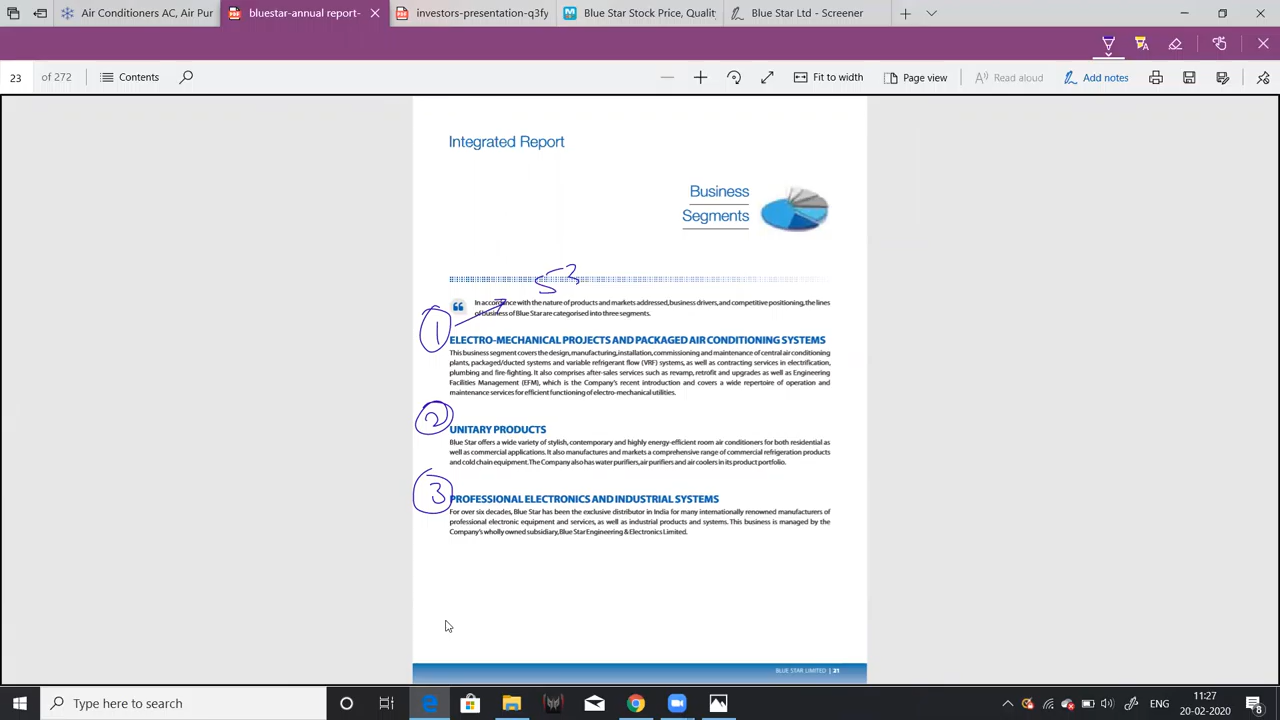 Air Conditioners AC, Air Pur
bluestar-annual-report-
investors-presentation-q3fy
Blue Star Stock Price, Qualit
Blue Star Ltd - Screener
23 of 272
Contents
Fit to width
Page view
Read aloud
Add notes
Integrated Report
Business
Segments
In accordance with the nature of products and markets addressed, business drivers, and competitive positioning, the lines
of business of Blue Star are categorised into three segments.
1
ELECTRO-MECHANICAL PROJECTS AND PACKAGED AIR CONDITIONING SYSTEMS
This business segment covers the design, manufacturing, installation, commissioning and maintenance of central air conditioning
plants, packaged/ducted systems and variable refrigerant flow (VRF) systems, as well as contracting services in electrification,
plumbing and fire-fighting. It also comprises after-sales services such as revamp, retrofit and upgrades as well as Engineering
Facilities Management (EFM), which is the Company's recent introduction and covers a wide repertoire of operation and
maintenance services for efficient functioning of electro-mechanical utilities.
2
UNITARY PRODUCTS
Blue Star offers a wide variety of stylish, contemporary and highly energy-efficient room air conditioners for both residential as
well as commercial applications. It also manufactures and markets a comprehensive range of commercial refrigeration products
and cold chain equipment. The Company also has water purifiers, air purifiers and air coolers in its product portfolio.
3
PROFESSIONAL ELECTRONICS AND INDUSTRIAL SYSTEMS
For over six decades, Blue Star has been the exclusive distributor in India for many internationally renowned manufacturers of
professional electronic equipment and services, as well as industrial products and systems. This business is managed by the
Company's wholly owned subsidiary, Blue Star Engineering & Electronics Limited.
BLUE STAR LIMITED | 21
Type here to search
ENG
11:27
20-02-2020
8